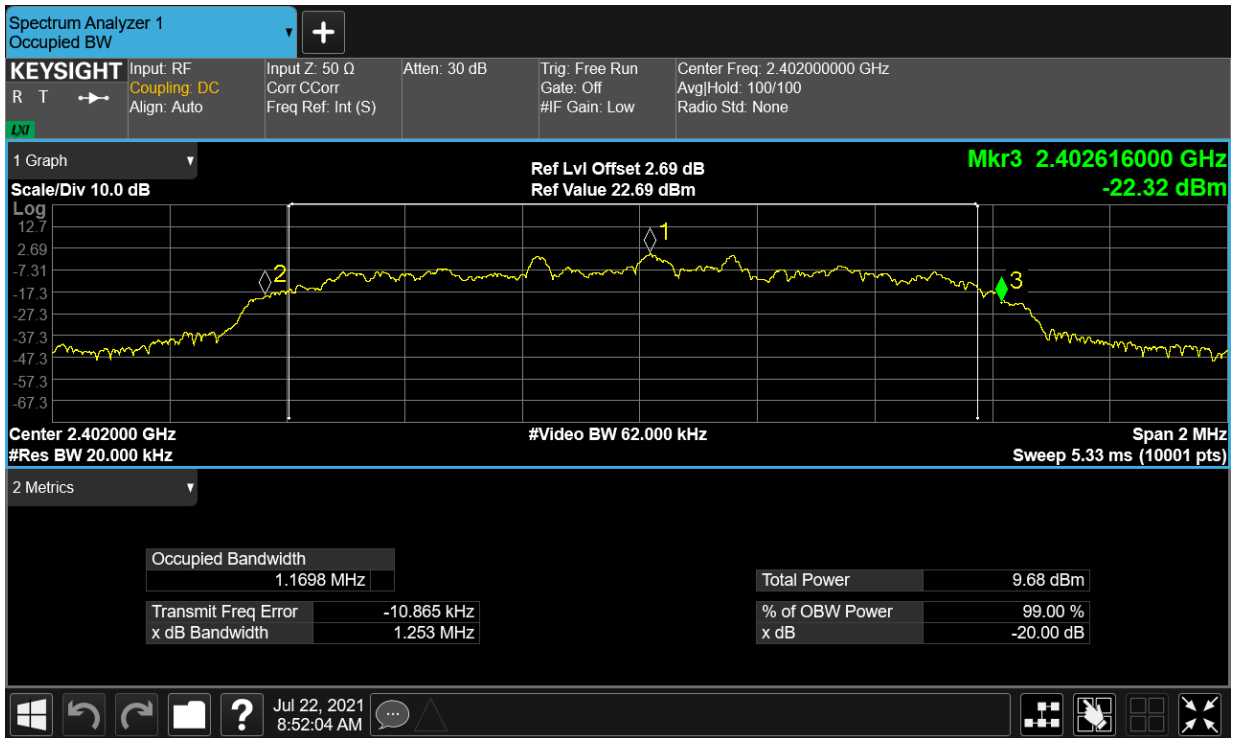 Spectrum Analyzer 1
Occupied BW
▼
+
KEYSIGHT
R T
LXI
Input: RF
Coupling: DC
Align: Auto
Input Z: 50 Ω
Corr CCorr
Freq Ref: Int (S)
Atten: 30 dB
Trig: Free Run
Gate: Off
#IF Gain: Low
Center Freq: 2.402000000 GHz
Avg|Hold: 100/100
Radio Std: None
1 Graph ▼
Ref Lvl Offset 2.69 dB
Mkr3 2.402616000 GHz
Scale/Div 10.0 dB
Ref Value 22.69 dBm
-22.32 dBm
Log
12.7
2.69
-7.31
-17.3
-27.3
-37.3
-47.3
-57.3
-67.3
1
2
3
Center 2.402000 GHz
#Video BW 62.000 kHz
Span 2 MHz
#Res BW 20.000 kHz
Sweep 5.33 ms (10001 pts)
2 Metrics ▼
Occupied Bandwidth
1.1698 MHz
Total Power 9.68 dBm
Transmit Freq Error -10.865 kHz
% of OBW Power 99.00 %
x dB Bandwidth 1.253 MHz
x dB -20.00 dB
?
Jul 22, 2021
8:52:04 AM